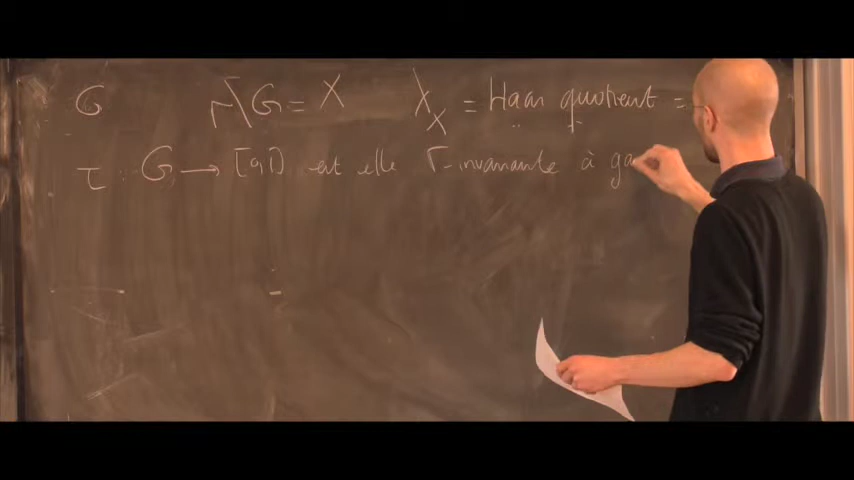 G Γ\G = X λ_X = Haar quotient =
τ : G → [0,1] est elle Γ-invariante à ga